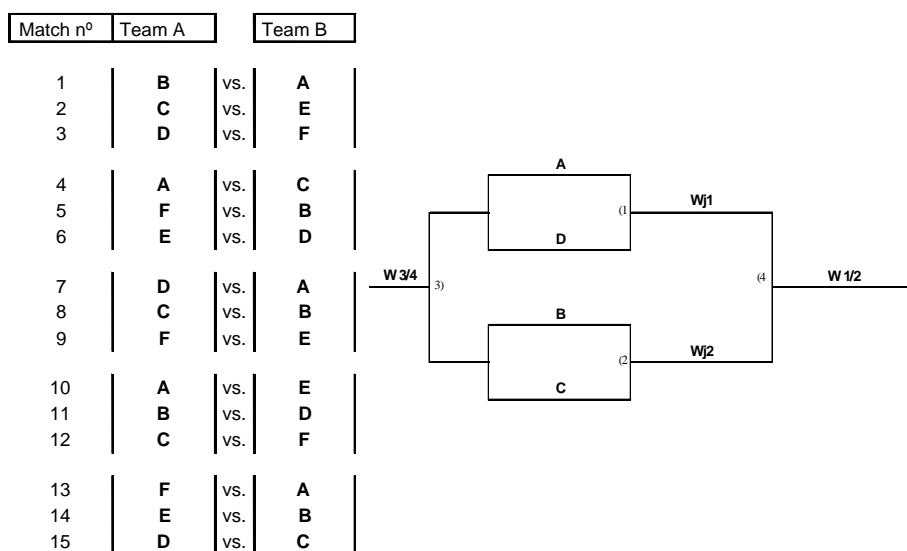 Match nº Team A Team B
1 B vs. A
2 C vs. E
3 D vs. F
4 A vs. C
5 F vs. B
6 E vs. D
7 D vs. A
8 C vs. B
9 F vs. E
10 A vs. E
11 B vs. D
12 C vs. F
13 F vs. A
14 E vs. B
15 D vs. C
A
Wj1
(1
D
W 3/4
3)
(4
W 1/2
B
Wj2
(2
C